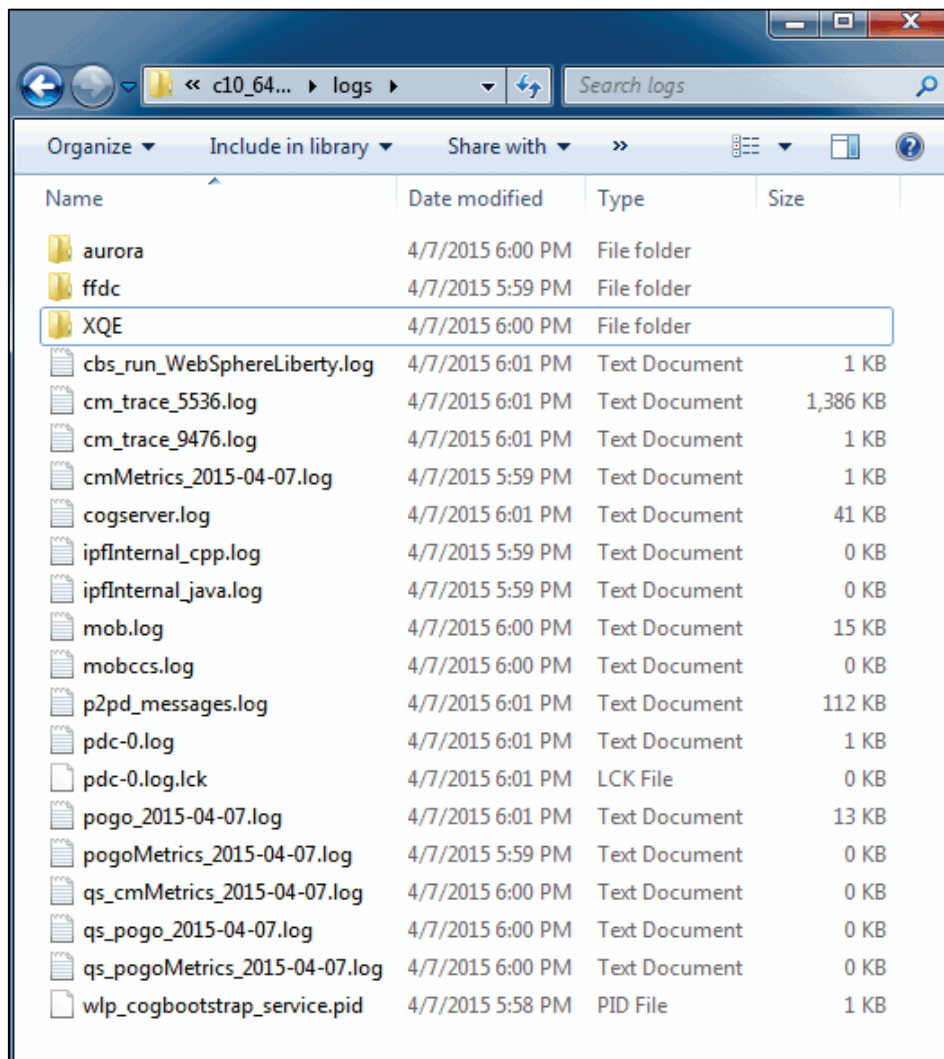 « c10_64... ▸ logs ▸ Search logs
Organize Include in library Share with »
Name Date modified Type Size
aurora 4/7/2015 6:00 PM File folder
ffdc 4/7/2015 5:59 PM File folder
XQE 4/7/2015 6:00 PM File folder
cbs_run_WebSphereLiberty.log 4/7/2015 6:01 PM Text Document 1 KB
cm_trace_5536.log 4/7/2015 6:01 PM Text Document 1,386 KB
cm_trace_9476.log 4/7/2015 6:01 PM Text Document 1 KB
cmMetrics_2015-04-07.log 4/7/2015 5:59 PM Text Document 1 KB
cogserver.log 4/7/2015 6:01 PM Text Document 41 KB
ipfInternal_cpp.log 4/7/2015 5:59 PM Text Document 0 KB
ipfInternal_java.log 4/7/2015 5:59 PM Text Document 0 KB
mob.log 4/7/2015 6:00 PM Text Document 15 KB
mobccs.log 4/7/2015 6:00 PM Text Document 0 KB
p2pd_messages.log 4/7/2015 6:01 PM Text Document 112 KB
pdc-0.log 4/7/2015 6:01 PM Text Document 1 KB
pdc-0.log.lck 4/7/2015 6:01 PM LCK File 0 KB
pogo_2015-04-07.log 4/7/2015 6:01 PM Text Document 13 KB
pogoMetrics_2015-04-07.log 4/7/2015 5:59 PM Text Document 0 KB
qs_cmMetrics_2015-04-07.log 4/7/2015 6:00 PM Text Document 0 KB
qs_pogo_2015-04-07.log 4/7/2015 6:00 PM Text Document 0 KB
qs_pogoMetrics_2015-04-07.log 4/7/2015 6:00 PM Text Document 0 KB
wlp_cogbootstrap_service.pid 4/7/2015 5:58 PM PID File 1 KB